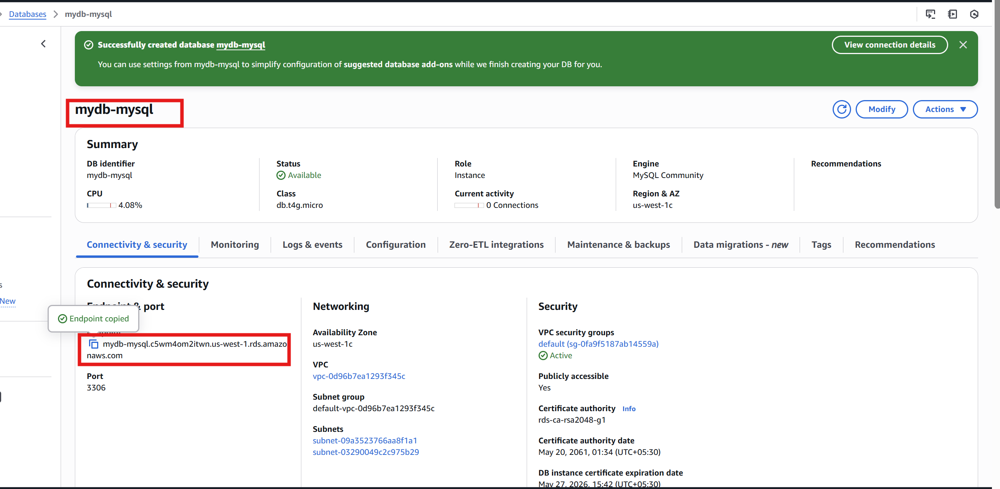 Databases > mydb-mysql
Successfully created database mydb-mysql
View connection details
You can use settings from mydb-mysql to simplify configuration of suggested database add-ons while we finish creating your DB for you.
mydb-mysql
Modify
Actions
Summary
DB identifier
mydb-mysql
CPU
4.08%
Status
Available
Class
db.t4g.micro
Role
Instance
Current activity
0 Connections
Engine
MySQL Community
Region & AZ
us-west-1c
Recommendations
Connectivity & security
Monitoring
Logs & events
Configuration
Zero-ETL integrations
Maintenance & backups
Data migrations - new
Tags
Recommendations
s
New
Connectivity & security
& port
Endpoint copied
mydb-mysql.c5wm4om2itwn.us-west-1.rds.amazo
naws.com
Port
3306
Networking
Availability Zone
us-west-1c
VPC
vpc-0d96b7ea1293f345c
Subnet group
default-vpc-0d96b7ea1293f345c
Subnets
subnet-09a3523766aa8f1a1
subnet-03290049c2c975b29
Security
VPC security groups
default (sg-0fa9f5187ab14559a)
Active
Publicly accessible
Yes
Certificate authority Info
rds-ca-rsa2048-g1
Certificate authority date
May 20, 2061, 01:34 (UTC+05:30)
DB instance certificate expiration date
May 27, 2026, 15:42 (UTC+05:30)